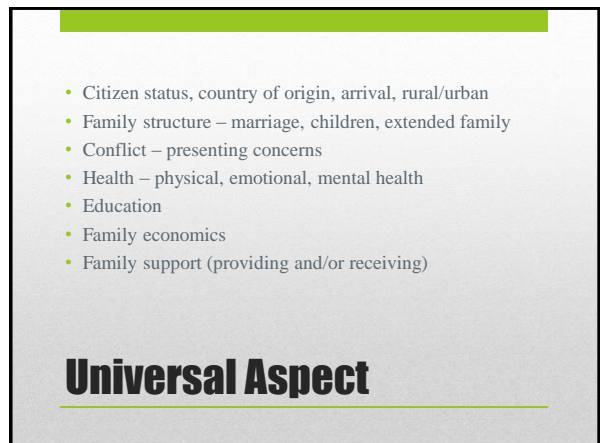 • Citizen status, country of origin, arrival, rural/urban
• Family structure – marriage, children, extended family
• Conflict – presenting concerns
• Health – physical, emotional, mental health
• Education
• Family economics
• Family support (providing and/or receiving)
Universal Aspect